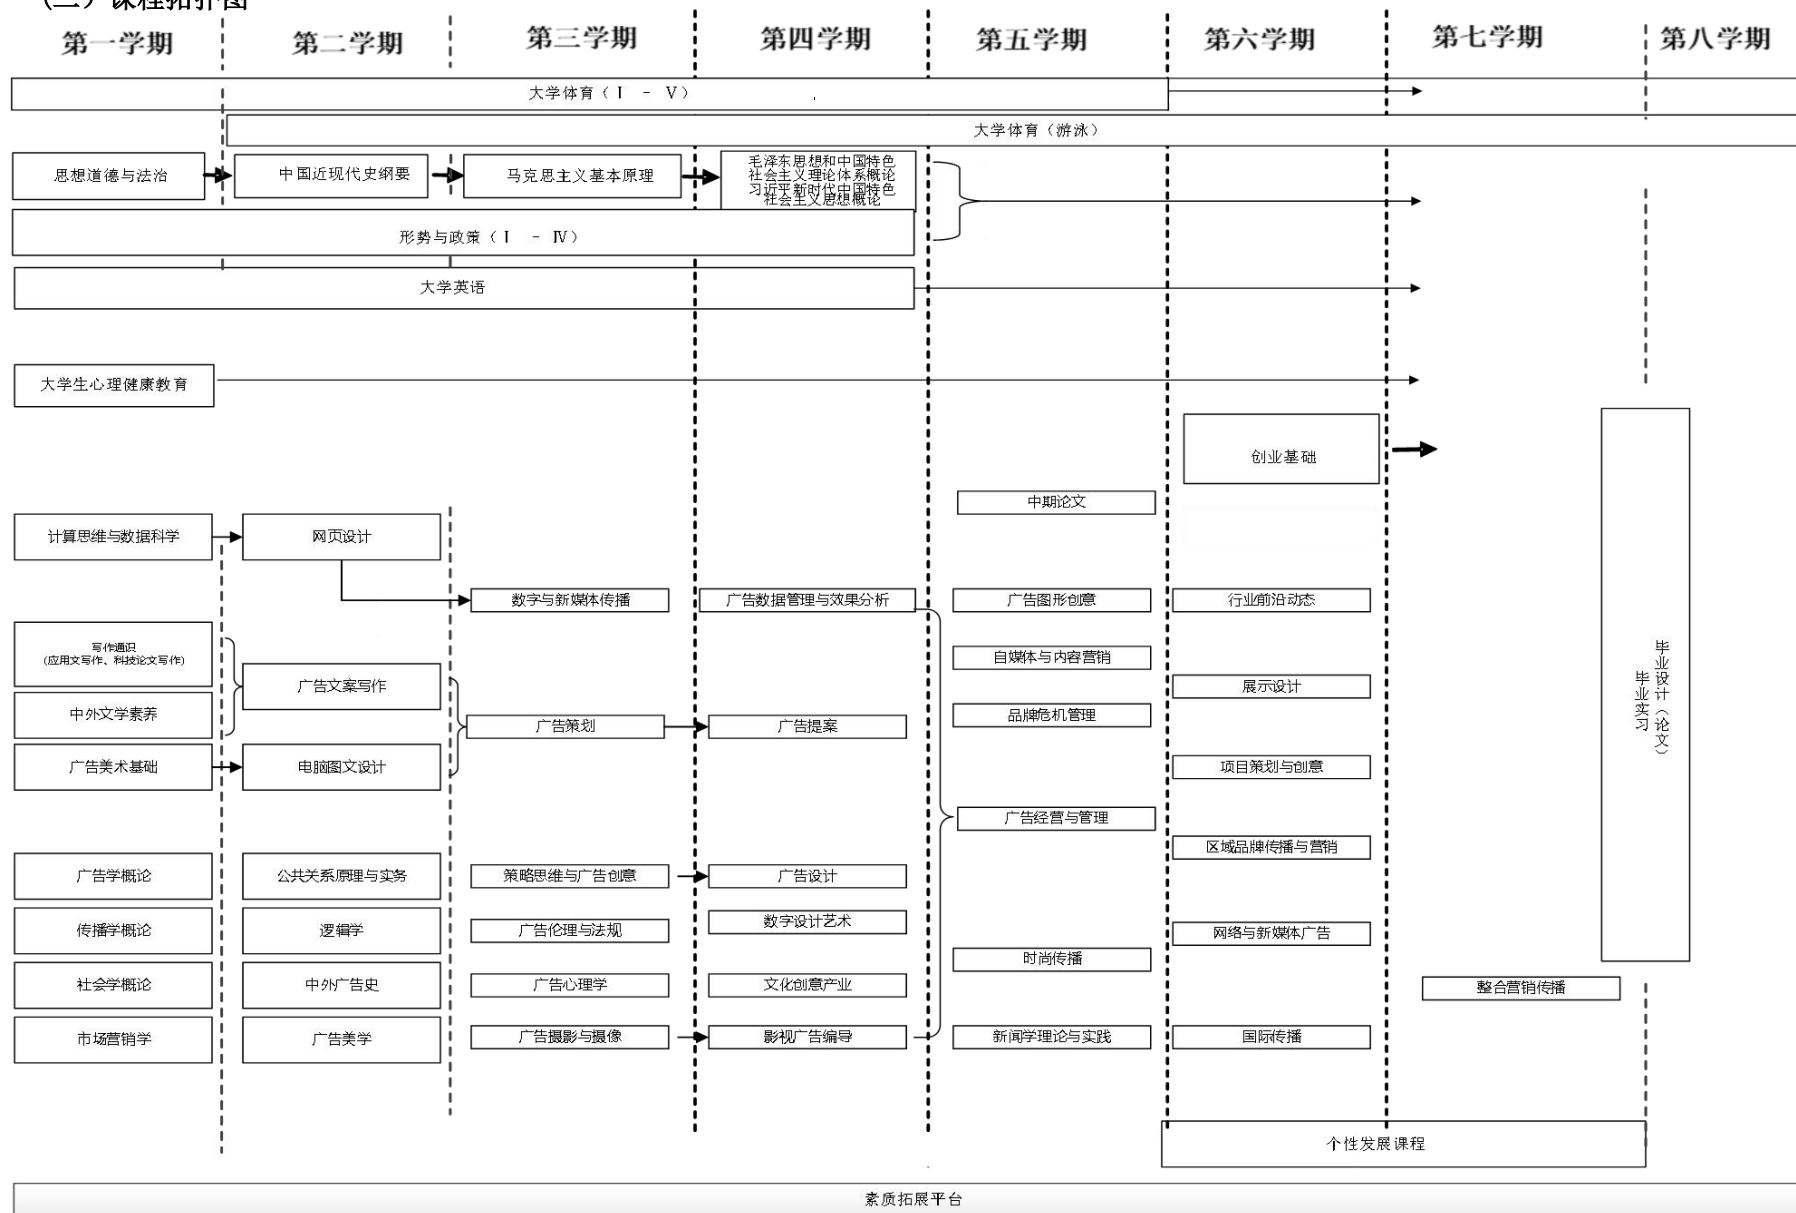 （二）课程拓扑图
第一学期
第二学期
第三学期
第四学期
第五学期
第六学期
第七学期
第八学期
大学体育（Ⅰ - Ⅴ）
大学体育（游泳）
思想道德与法治
中国近现代史纲要
马克思主义基本原理
毛泽东思想和中国特色
社会主义理论体系概论
习近平新时代中国特色
社会主义思想概论
形势与政策（Ⅰ - Ⅳ）
大学英语
大学生心理健康教育
创业基础
中期论文
计算思维与数据科学
网页设计
数字与新媒体传播
广告数据管理与效果分析
广告图形创意
行业前沿动态
写作通识
(应用文写作、科技论文写作)
广告文案写作
自媒体与内容营销
展示设计
中外文学素养
广告策划
广告提案
品牌危机管理
广告美术基础
电脑图文设计
项目策划与创意
广告经营与管理
区域品牌传播与营销
毕业设计（论文）
毕业实习
广告学概论
公共关系原理与实务
策略思维与广告创意
广告设计
传播学概论
逻辑学
广告伦理与法规
数字设计艺术
网络与新媒体广告
时尚传播
社会学概论
中外广告史
广告心理学
文化创意产业
整合营销传播
市场营销学
广告美学
广告摄影与摄像
影视广告编导
新闻学理论与实践
国际传播
个性发展课程
素质拓展平台